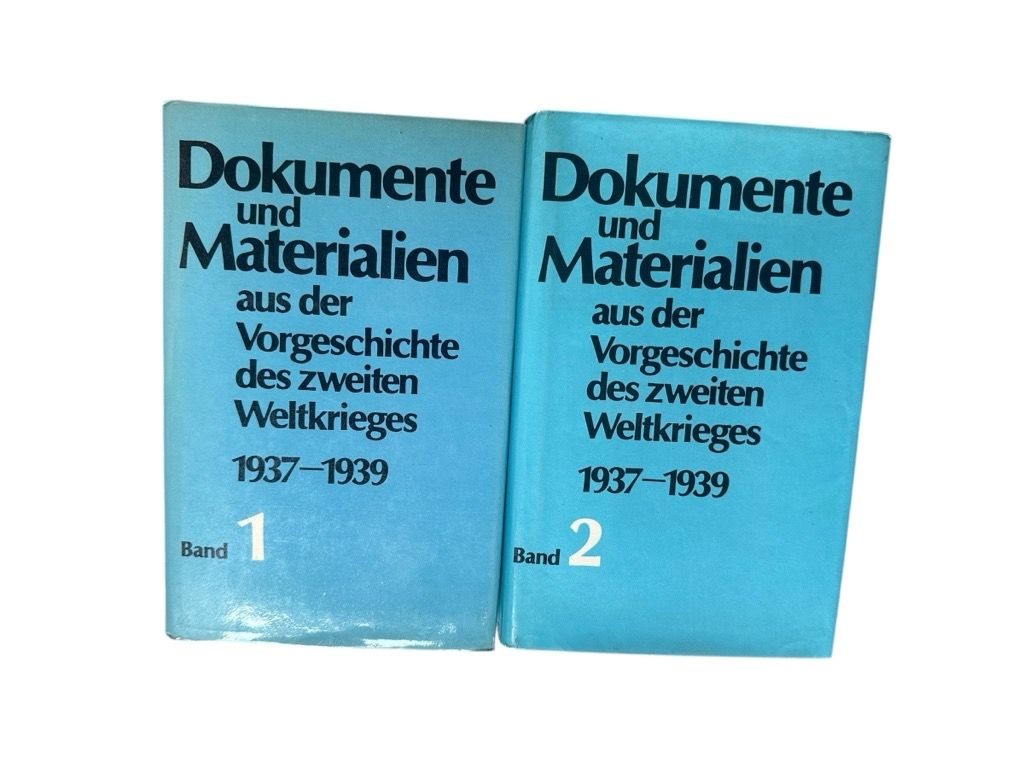 Dokumente
und
Materialien
aus der
Vorgeschichte
des zweiten
Weltkrieges
1937–1939
Band 1
Dokumente
und
Materialien
aus der
Vorgeschichte
des zweiten
Weltkrieges
1937–1939
Band 2